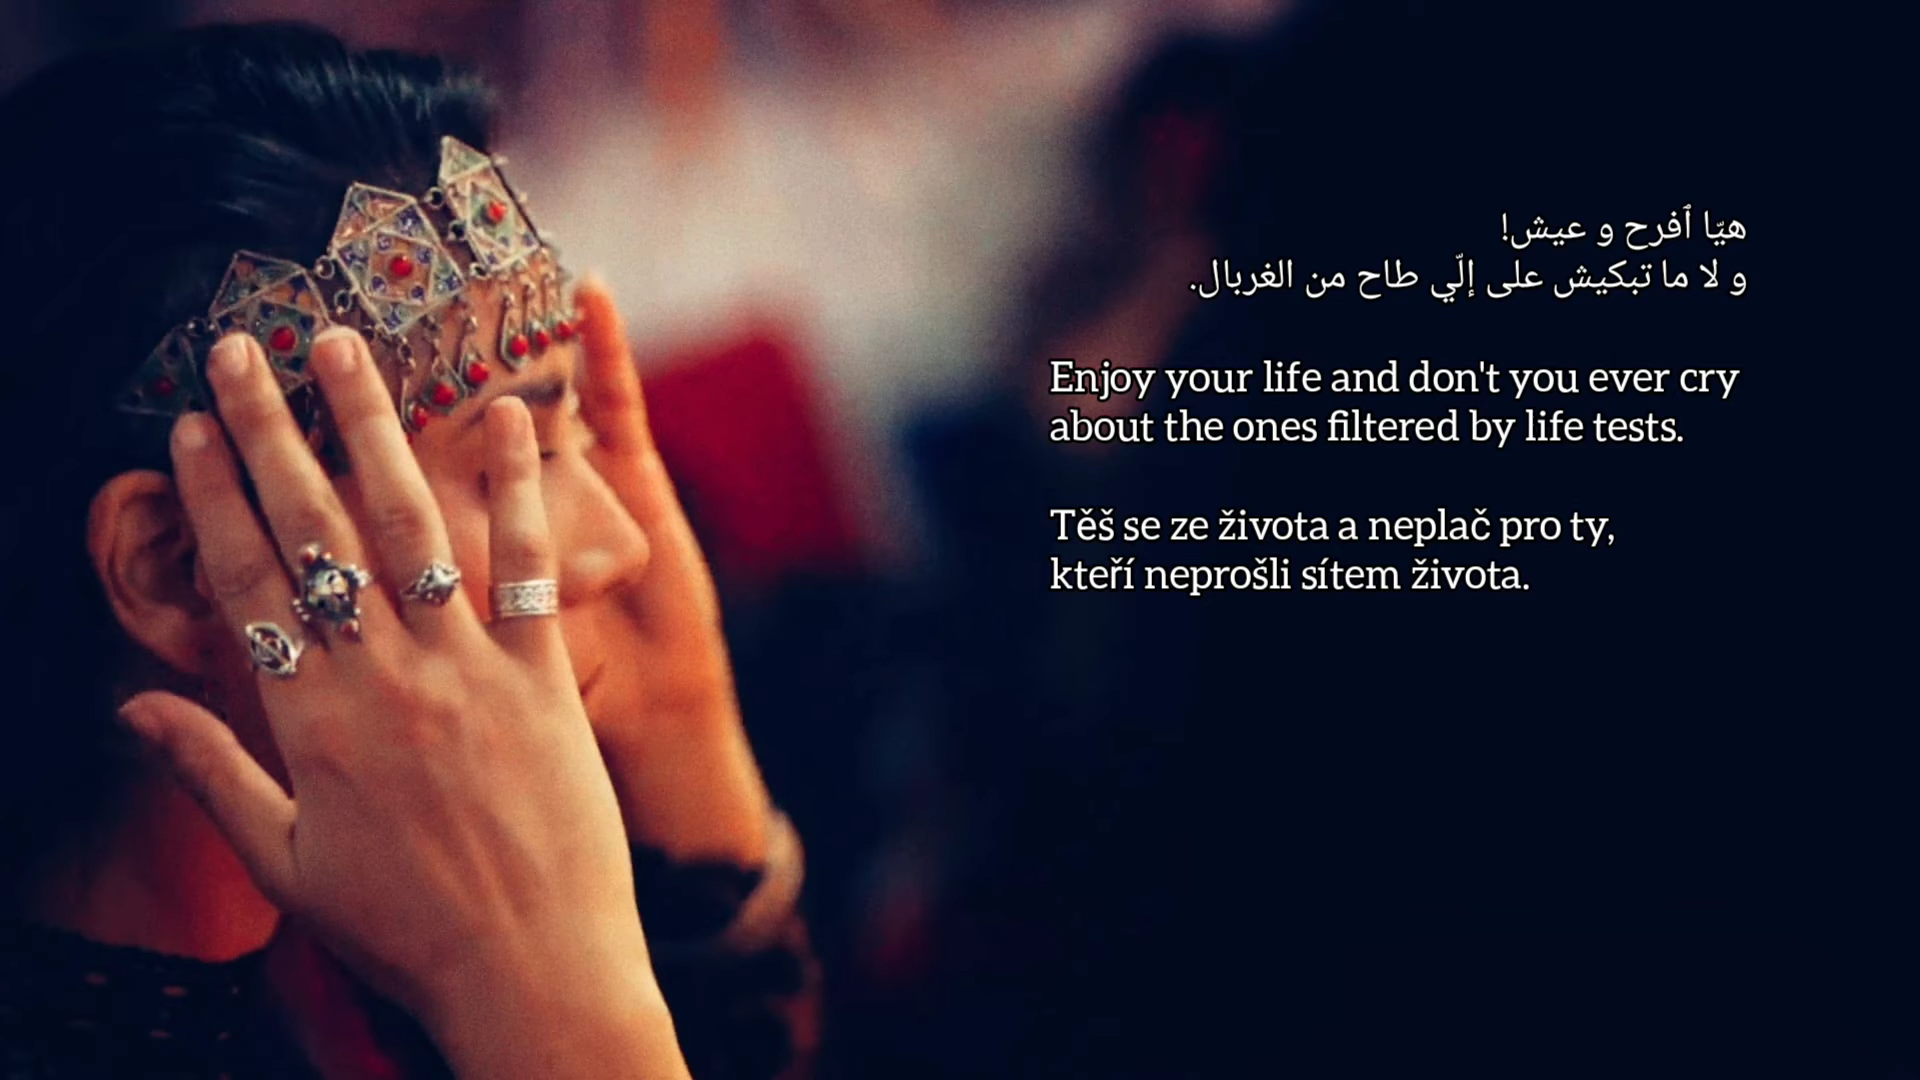 هيّا ٱفرح و عيش!
و لا ما تبكيش على إلّي طاح من الغربال.
Enjoy your life and don't you ever cry
about the ones filtered by life tests.
Těš se ze života a neplač pro ty,
kteří neprošli sítem života.